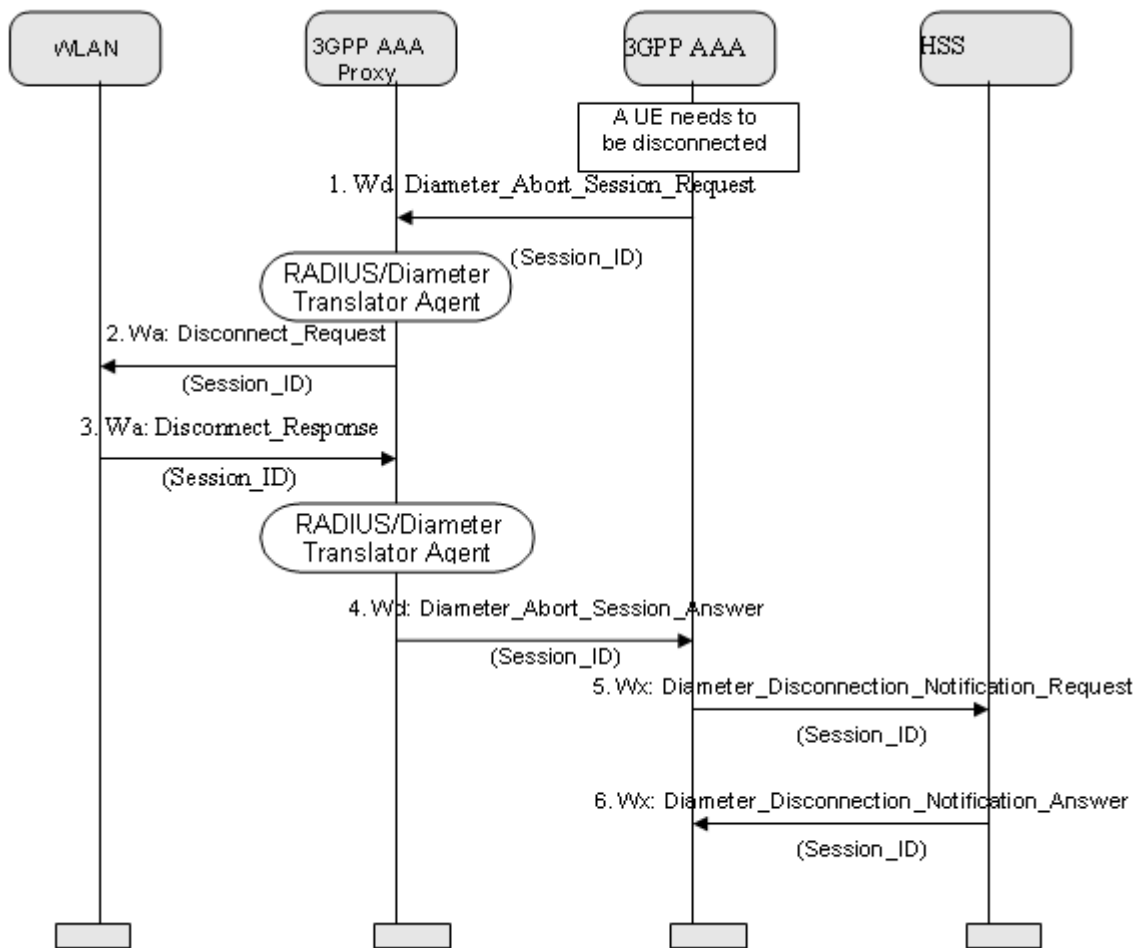 WLAN
3GPP AAA
Proxy
3GPP AAA
HSS
A UE needs to
be disconnected
1. Wd: Diameter_Abort_Session_Request
(Session_ID)
RADIUS/Diameter
Translator Agent
2. Wa: Disconnect_Request
(Session_ID)
3. Wa: Disconnect_Response
(Session_ID)
RADIUS/Diameter
Translator Agent
4. Wd: Diameter_Abort_Session_Answer
(Session_ID)
5. Wx: Diameter_Disconnection_Notification_Request
(Session_ID)
6. Wx: Diameter_Disconnection_Notification_Answer
(Session_ID)